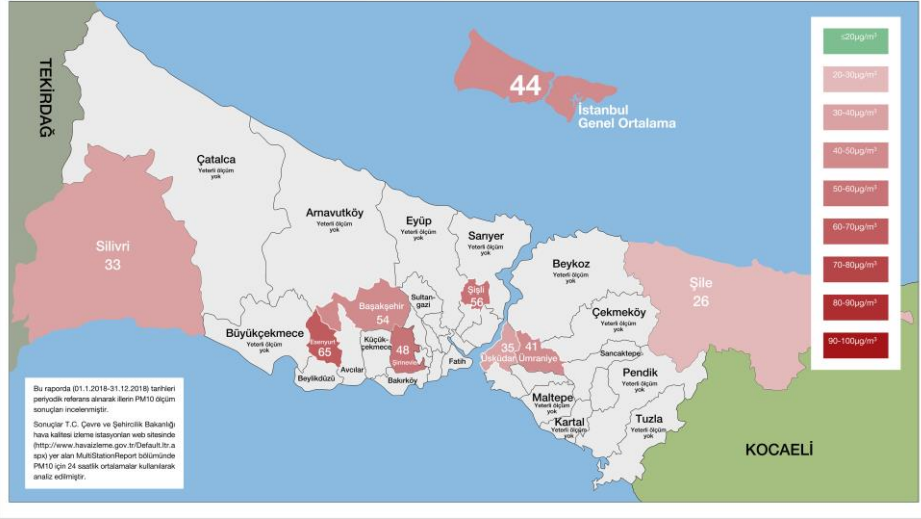 TEKİRDAĞ
44
İstanbul
Genel Ortalama
≤20µg/m³
20-30µg/m³
30-40µg/m³
40-50µg/m³
50-60µg/m³
60-70µg/m³
70-80µg/m³
80-90µg/m³
90-100µg/m³
Çatalca
Yeterli ölçüm
yok
Silivri
33
Arnavutköy
Yeterli ölçüm
yok
Eyüp
Yeterli ölçüm
yok
Sarıyer
Yeterli ölçüm
yok
Beykoz
Yeterli ölçüm
yok
Şile
26
Çekmeköy
Yeterli ölçüm
yok
Şişli
56
Sultan-
gazi
Başakşehir
54
Büyükçekmece
Yeterli ölçüm
yok
Esenyurt
65
Küçük-
çekmece
48
Şirinevler
Avcılar
Beylikdüzü
Bakırköy
Fatih
35
Üsküdar
41
Ümraniye
Sancaktepe
Pendik
Yeterli ölçüm
yok
Maltepe
Yeterli ölçüm
yok
Kartal
Yeterli ölçüm
yok
Tuzla
Yeterli ölçüm
yok
KOCAELİ
Bu raporda (01.1.2018-31.12.2018) tarihleri
periyodik referans alınarak illerin PM10 ölçüm
sonuçları incelenmiştir.
Sonuçlar T.C. Çevre ve Şehircilik Bakanlığı
hava kalitesi izleme istasyonları web sitesinde
(http://www.havaizleme.gov.tr/Default.ltr.a
spx) yer alan MultiStationReport bölümünde
PM10 için 24 saatlik ortalamalar kullanılarak
analiz edilmiştir.